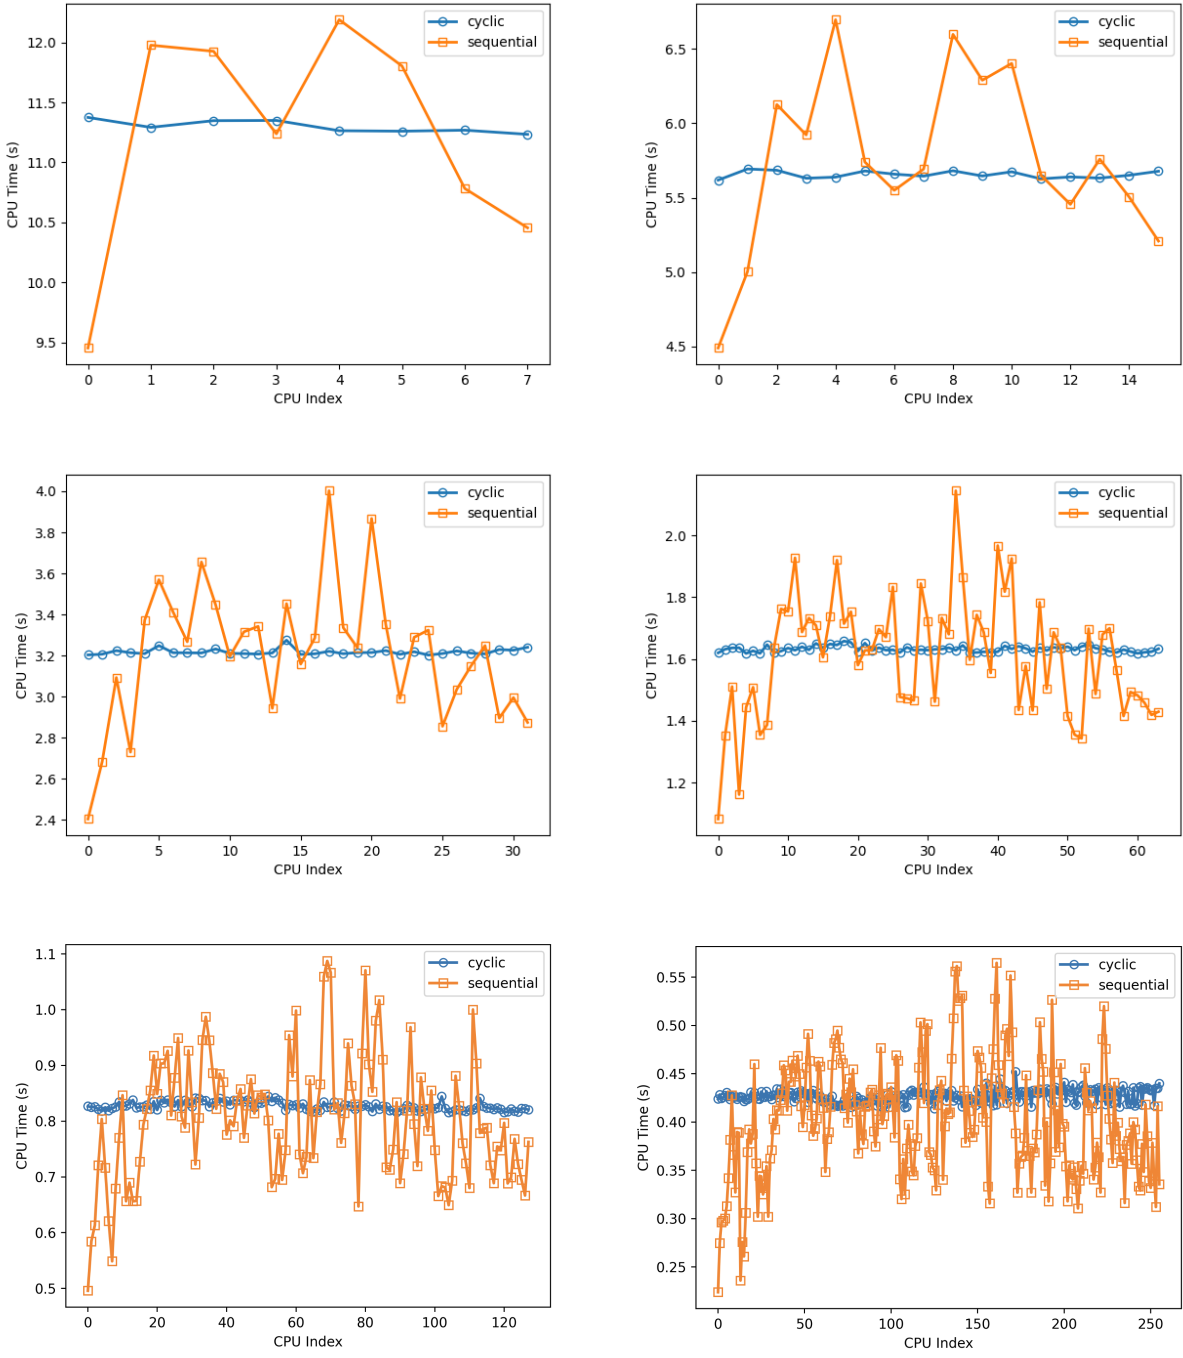 12.0
11.5
11.0
10.5
10.0
9.5
CPU Time (s)
0 1 2 3 4 5 6 7
CPU Index
cyclic
sequential
6.5
6.0
5.5
5.0
4.5
CPU Time (s)
0 2 4 6 8 10 12 14
CPU Index
cyclic
sequential
4.0
3.8
3.6
3.4
3.2
3.0
2.8
2.6
2.4
CPU Time (s)
0 5 10 15 20 25 30
CPU Index
cyclic
sequential
2.0
1.8
1.6
1.4
1.2
CPU Time (s)
0 10 20 30 40 50 60
CPU Index
cyclic
sequential
1.1
1.0
0.9
0.8
0.7
0.6
0.5
CPU Time (s)
0 20 40 60 80 100 120
CPU Index
cyclic
sequential
0.55
0.50
0.45
0.40
0.35
0.30
0.25
CPU Time (s)
0 50 100 150 200 250
CPU Index
cyclic
sequential